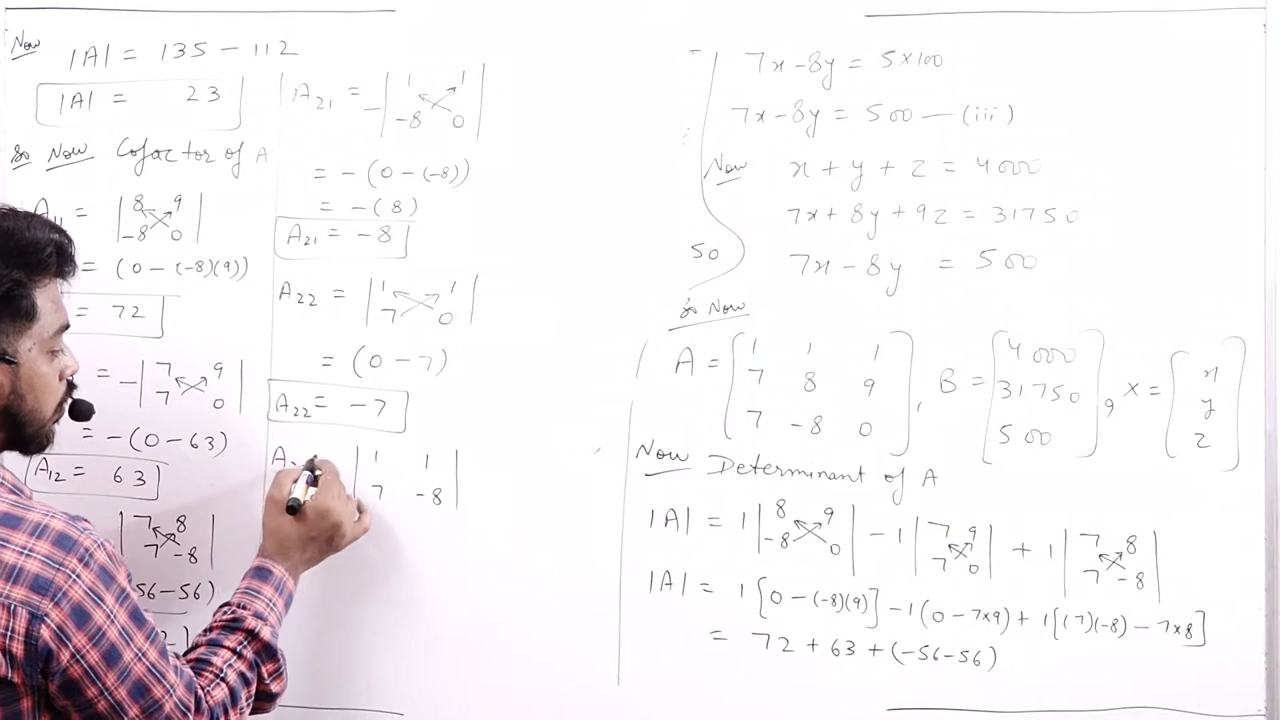 Now
|A| = 135 - 112
|A| = 23
So Now Cofactor of A
A11 = |8 9|
|-8 0|
= (0 - (-8)(9))
= 72
= -|7 9|
|7 0|
= -(0 - 63)
A12 = 63
|7 8|
|7 -8|
56-56)
A21 = -|1 1|
|-8 0|
= -(0 - (-8))
= -(8)
A21 = -8
A22 = |1 1|
|7 0|
= (0 - 7)
A22 = -7
A
|1 1|
|7 -8|
7x - 8y = 5×100
7x - 8y = 500 — (iii)
Now x + y + z = 4000
7x + 8y + 9z = 31750
So 7x - 8y = 500
So Now
A = [1 1 1
7 8 9
7 -8 0], B = [4000
31750
500], X = [x
y
z]
Now Determinant of A
|A| = 1|8 9| -1|7 9| + 1|7 8|
|-8 0| |7 0| |7 -8|
|A| = 1[0 - (-8)(9)] - 1(0 - 7×9) + 1[(7)(-8) - 7×8]
= 72 + 63 + (-56-56)